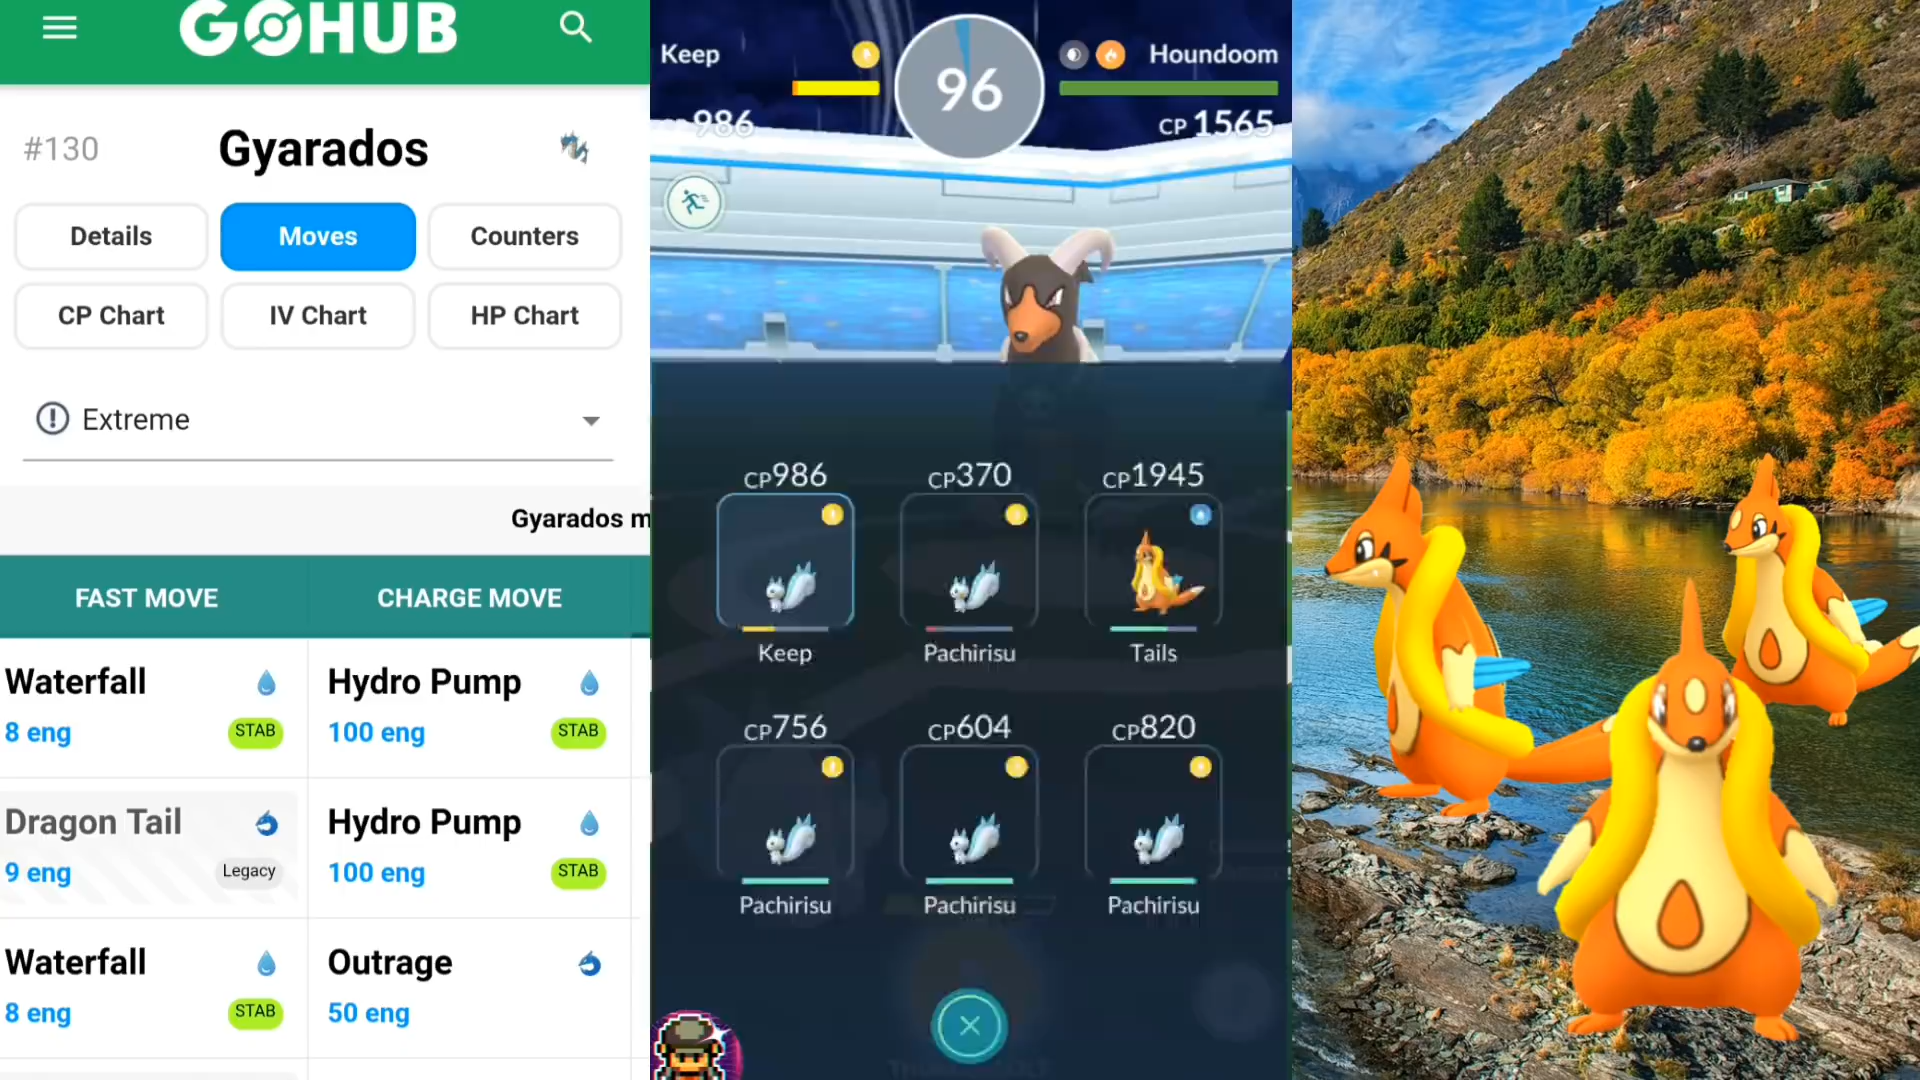 GOHUB
#130
Gyarados
Details
Moves
Counters
CP Chart
IV Chart
HP Chart
Extreme
Gyarados m
FAST MOVE
CHARGE MOVE
Waterfall
Hydro Pump
8 eng
STAB
100 eng
STAB
Dragon Tail
Hydro Pump
9 eng
Legacy
100 eng
STAB
Waterfall
Outrage
8 eng
STAB
50 eng
Keep
96
Houndoom
986
CP 1565
CP986
CP370
CP1945
Keep
Pachirisu
Tails
CP756
CP604
CP820
Pachirisu
Pachirisu
Pachirisu